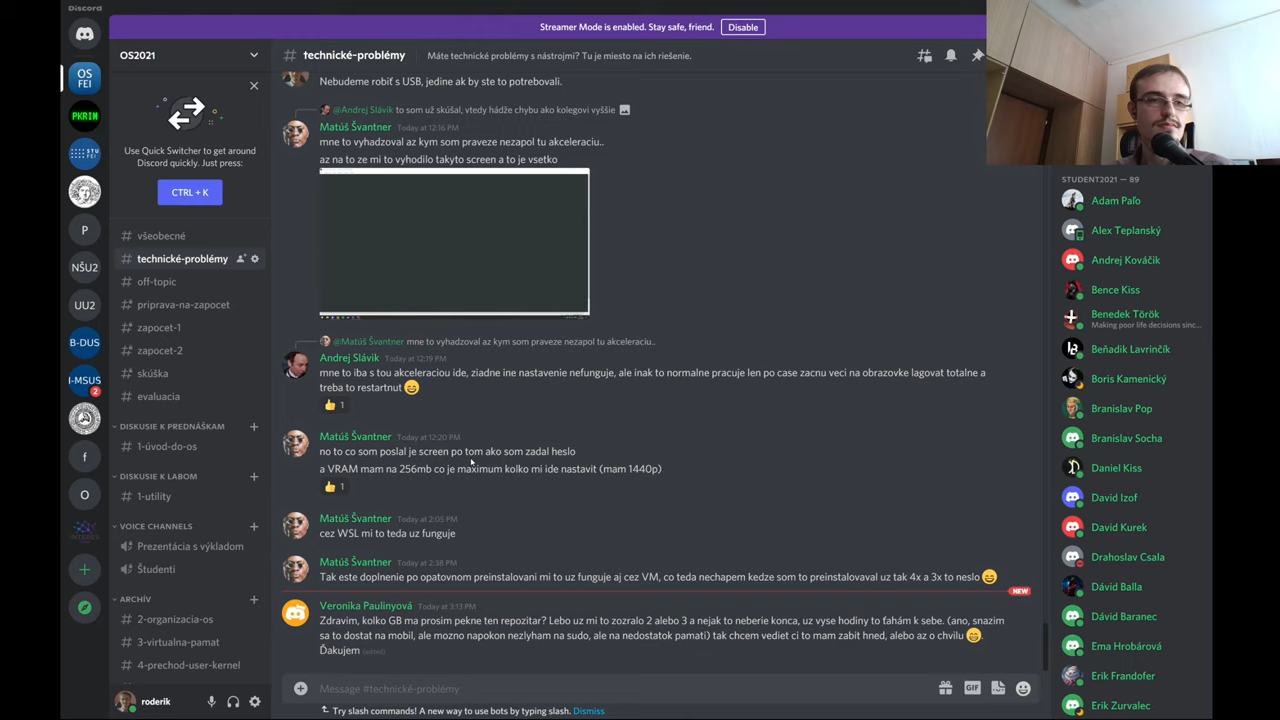 Discord
Streamer Mode is enabled. Stay safe, friend.
Disable
OS2021
technické-problémy
Máte technické problémy s nástrojmi? Tu je miesto na ich riešenie.
OS
FEI
PKRIN
STU
FEI
P
NŠU2
UU2
B-DUS
I-MSUS
2
f
O
Use Quick Switcher to get around
Discord quickly. Just press:
CTRL + K
všeobecné
technické-problémy
off-topic
priprava-na-zapocet
zapocet-1
zapocet-2
skúška
evaluacia
DISKUSIE K PREDNÁŠKAM
1-úvod-do-os
DISKUSIE K LABOM
1-utility
VOICE CHANNELS
Prezentácia s výkladom
Študenti
ARCHÍV
2-organizacia-os
3-virtualna-pamat
4-prechod-user-kernel
roderik
Nebudeme robiť s USB, jedine ak by ste to potrebovali.
@Andrej Slávik to som už skúšal, vtedy hádže chybu ako kolegovi vyššie
Matúš Švantner Today at 12:16 PM
mne to vyhadzoval az kym som praveze nezapol tu akceleraciu..
az na to ze mi to vyhodilo takyto screen a to je vsetko
@Matúš Švantner mne to vyhadzoval az kym som praveze nezapol tu akceleraciu..
Andrej Slávik Today at 12:19 PM
mne to iba s tou akceleraciou ide, ziadne ine nastavenie nefunguje, ale inak to normalne pracuje len po case zacnu veci na obrazovke lagovat totalne a
treba to restartnut
1
Matúš Švantner Today at 12:20 PM
no to co som poslal je screen po tom ako som zadal heslo
a VRAM mam na 256mb co je maximum kolko mi ide nastavit (mam 1440p)
1
Matúš Švantner Today at 2:05 PM
cez WSL mi to teda uz funguje
Matúš Švantner Today at 2:38 PM
Tak este doplnenie po opatovnom preinstalovani mi to uz funguje aj cez VM, co teda nechapem kedze som to preinstalovaval uz tak 4x a 3x to neslo
NEW
Veronika Paulinyová Today at 3:13 PM
Zdravim, kolko GB ma prosim pekne ten repozitar? Lebo uz mi to zozralo 2 alebo 3 a nejak to neberie konca, uz vyse hodiny to ťahám k sebe. (ano, snazim
sa to dostat na mobil, ale mozno napokon nezlyham na sudo, ale na nedostatok pamati) tak chcem vediet ci to mam zabit hned, alebo az o chvilu
.
Ďakujem (edited)
Message #technické-problémy
GIF
Try slash commands! A new way to use bots by typing slash. Dismiss
STUDENT2021 — 89
Adam Paľo
Alex Teplanský
Andrej Kováčik
Bence Kiss
Benedek Török
Making poor life decisions sinc...
Beňadik Lavrinčík
Boris Kamenický
Branislav Pop
Branislav Socha
Daniel Kiss
David Izof
David Kurek
Drahoslav Csala
Dávid Balla
Dávid Baranec
Ema Hrobárová
Erik Frandofer
Erik Zurvalec